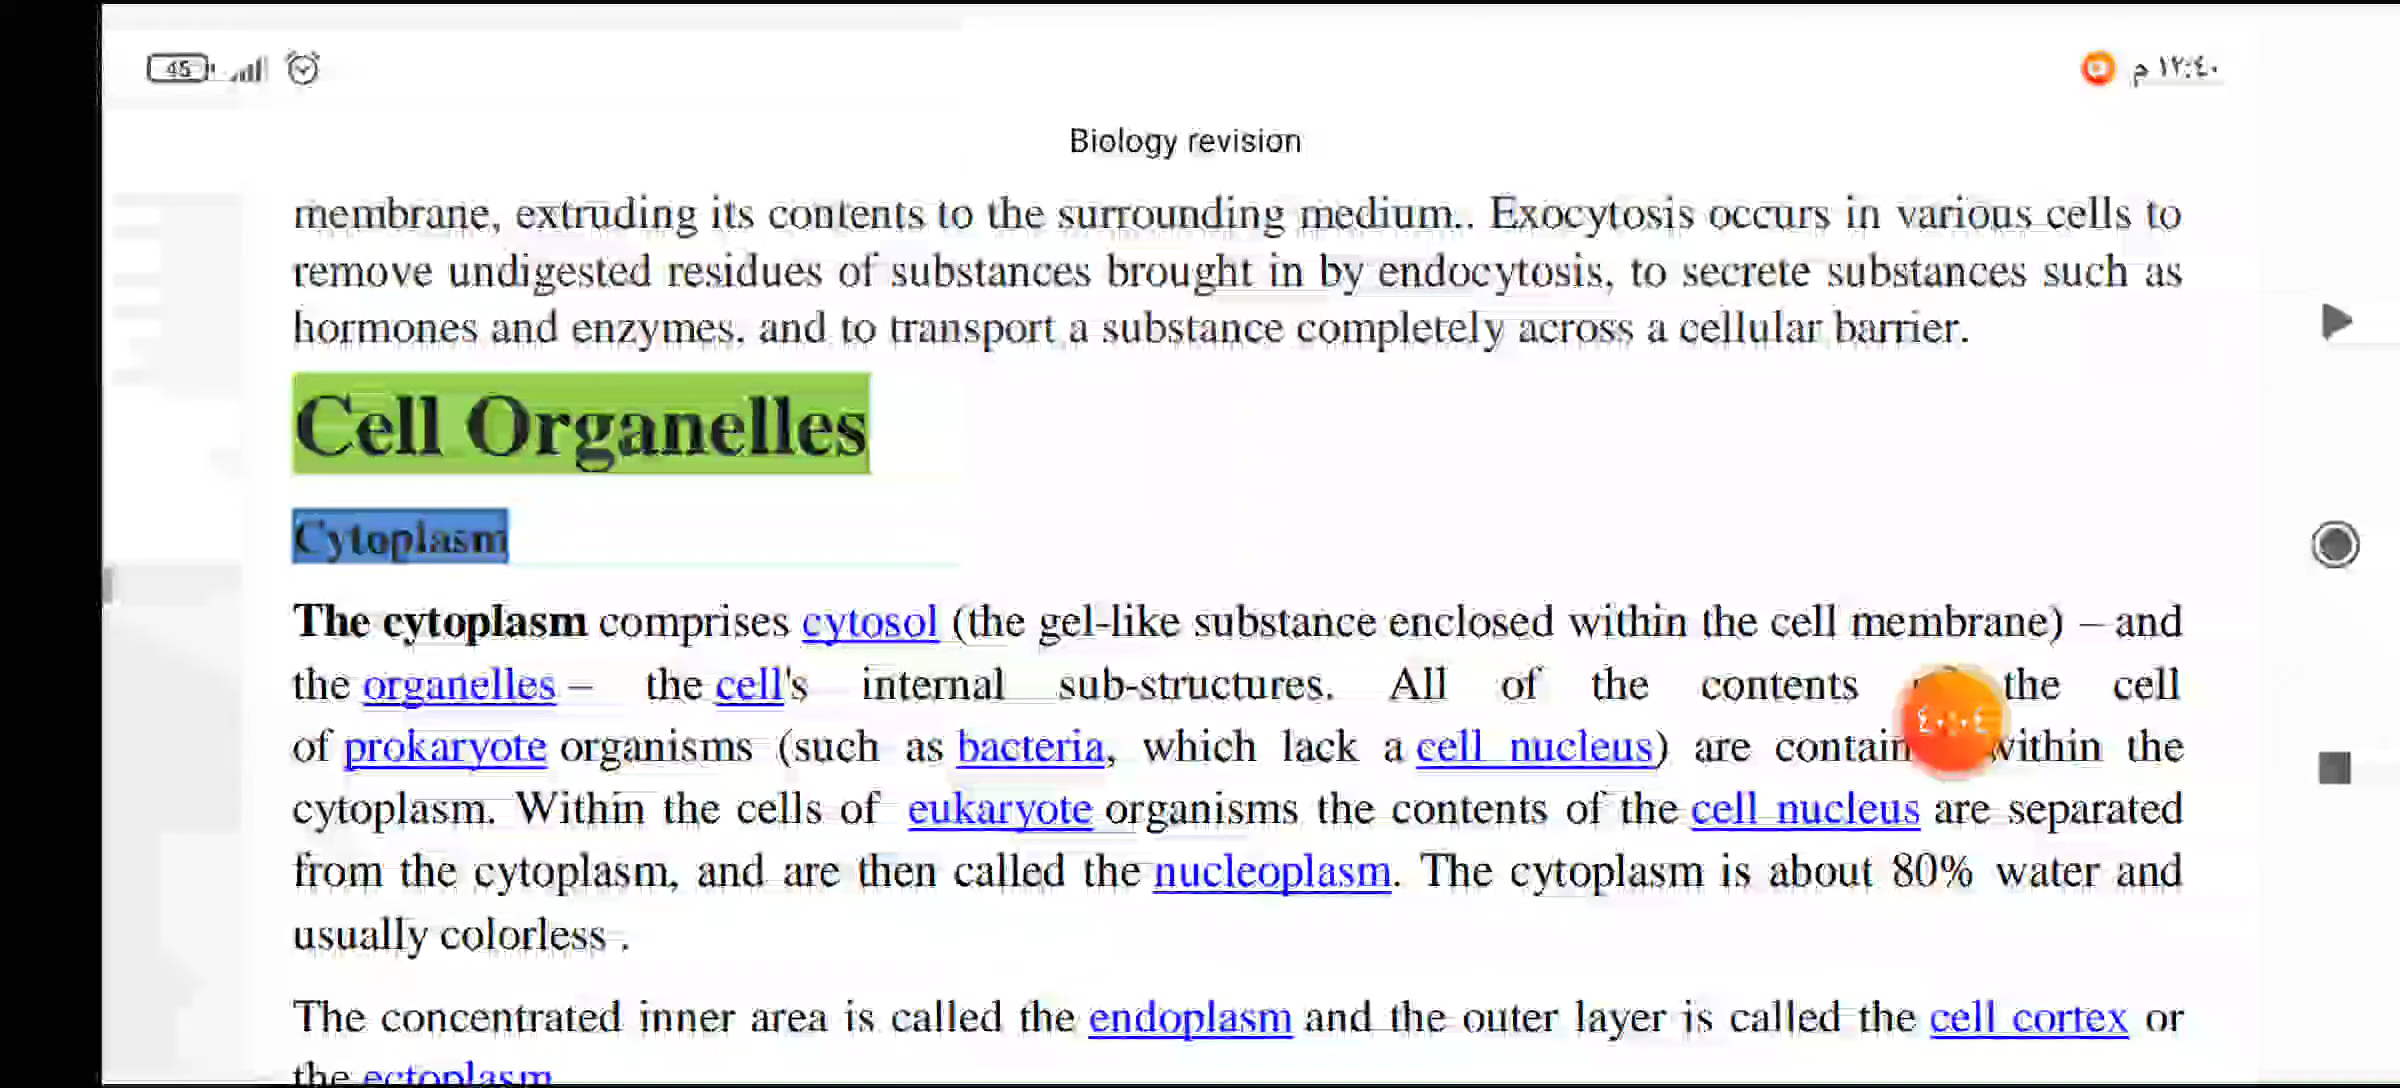 45
١٢:٤٠ م
Biology revision
membrane, extruding its contents to the surrounding medium.. Exocytosis occurs in various cells to
remove undigested residues of substances brought in by endocytosis, to secrete substances such as
hormones and enzymes, and to transport a substance completely across a cellular barrier.
Cell Organelles
Cytoplasm
The cytoplasm comprises cytosol (the gel-like substance enclosed within the cell membrane) – and
the organelles – the cell's internal sub-structures. All of the contents the cell
of prokaryote organisms (such as bacteria, which lack a cell nucleus) are contain within the
٤٠:٠٤
cytoplasm. Within the cells of eukaryote organisms the contents of the cell nucleus are separated
from the cytoplasm, and are then called the nucleoplasm. The cytoplasm is about 80% water and
usually colorless .
The concentrated inner area is called the endoplasm and the outer layer is called the cell cortex or
the ectoplasm